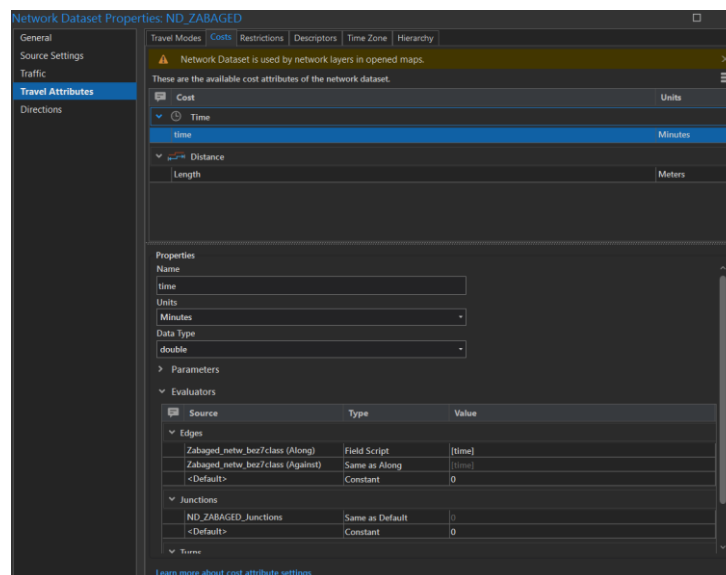 Network Dataset Properties: ND_ZABAGED
General
Source Settings
Traffic
Travel Attributes
Directions
Travel Modes Costs Restrictions Descriptors Time Zone Hierarchy
Network Dataset is used by network layers in opened maps.
These are the available cost attributes of the network dataset.
Cost Units
Time
time Minutes
Distance
Length Meters
Properties
Name
time
Units
Minutes
Data Type
double
Parameters
Evaluators
Source Type Value
Edges
Zabaged_netw_bez7class (Along) Field Script [time]
Zabaged_netw_bez7class (Against) Same as Along [time]
<Default> Constant 0
Junctions
ND_ZABAGED_Junctions Same as Default 0
<Default> Constant 0
Turns
Learn more about cost attribute settings